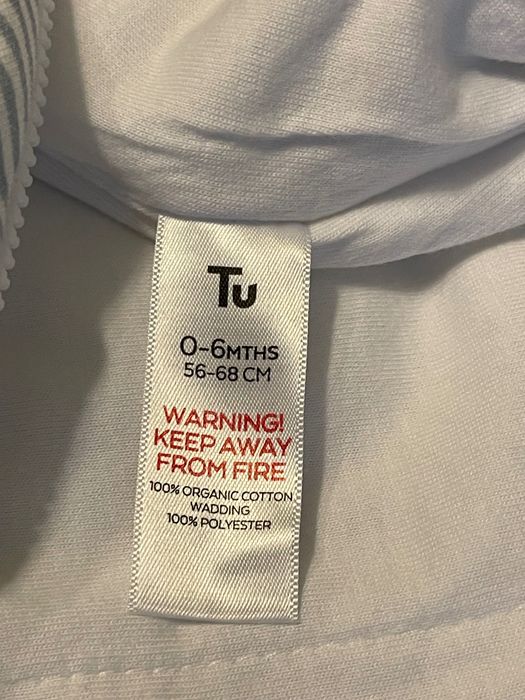 Tu
0-6MTHS
56-68 CM
WARNING!
KEEP AWAY
FROM FIRE
100% ORGANIC COTTON
WADDING
100% POLYESTER